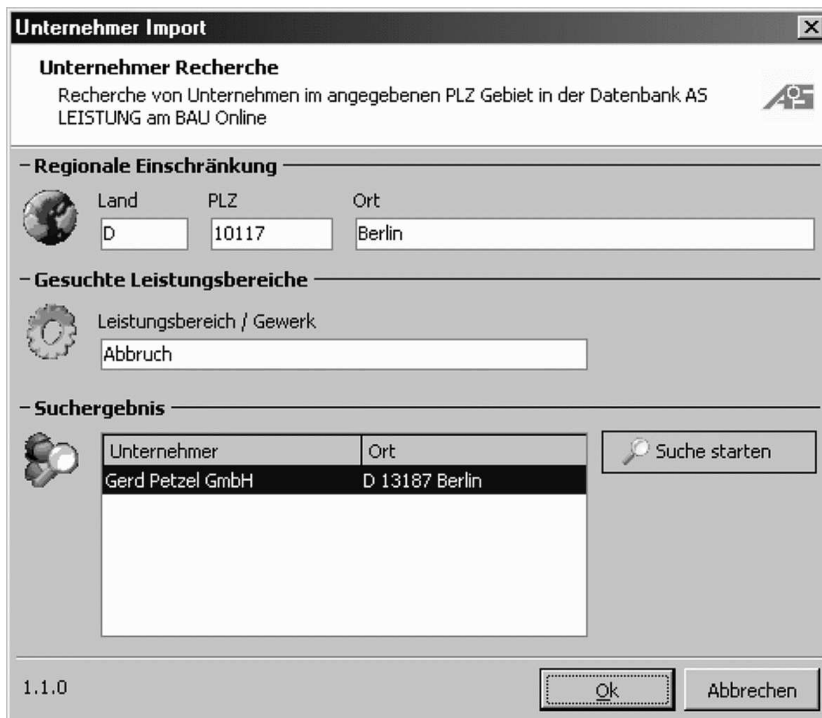 Unternehmer Import
Unternehmer Recherche
Recherche von Unternehmen im angegebenen PLZ Gebiet in der Datenbank AS
LEISTUNG am BAU Online
AS
Regionale Einschränkung
Land PLZ Ort
D 10117 Berlin
Gesuchte Leistungsbereiche
Leistungsbereich / Gewerk
Abbruch
Suchergebnis
Unternehmer Ort
Gerd Petzel GmbH D 13187 Berlin
Suche starten
1.1.0
Ok Abbrechen